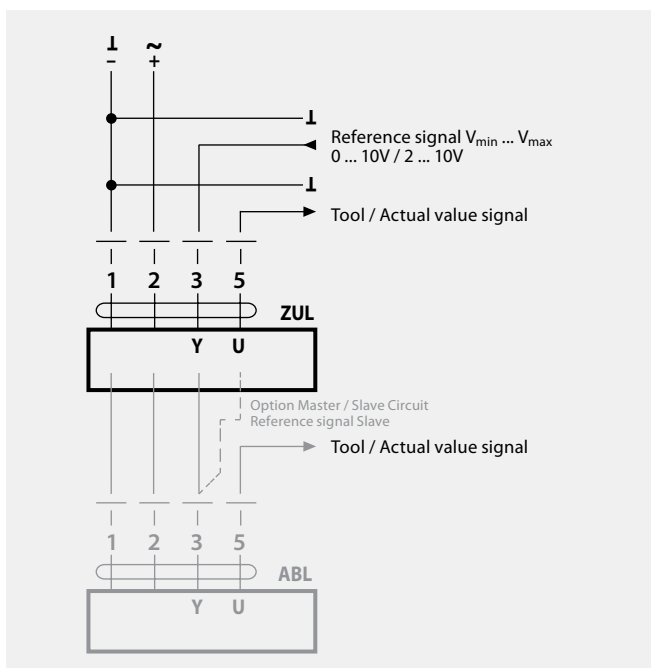 ⊥ ~
– +
⊥
Reference signal Vmin ... Vmax
0 ... 10V / 2 ... 10V
⊥
Tool / Actual value signal
1 2 3 5
ZUL
Y U
Option Master / Slave Circuit
Reference signal Slave
Tool / Actual value signal
1 2 3 5
ABL
Y U